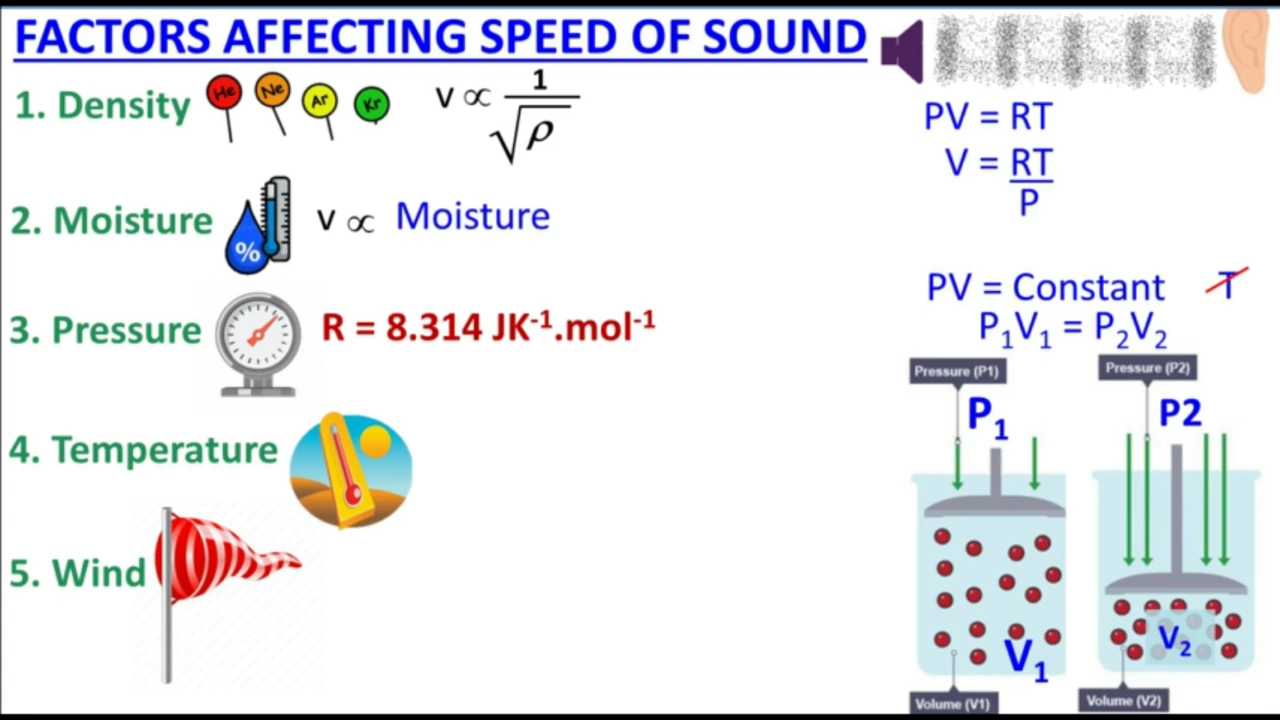 FACTORS AFFECTING SPEED OF SOUND
1. Density He Ne Ar Kr v ∝ 1/√ρ
2. Moisture % v ∝ Moisture
3. Pressure R = 8.314 JK⁻¹.mol⁻¹
4. Temperature
5. Wind
PV = RT
V = RT/P
PV = Constant T
P₁V₁ = P₂V₂
Pressure (P1) Pressure (P2)
P₁ P2
V₁ V₂
Volume (V1) Volume (V2)